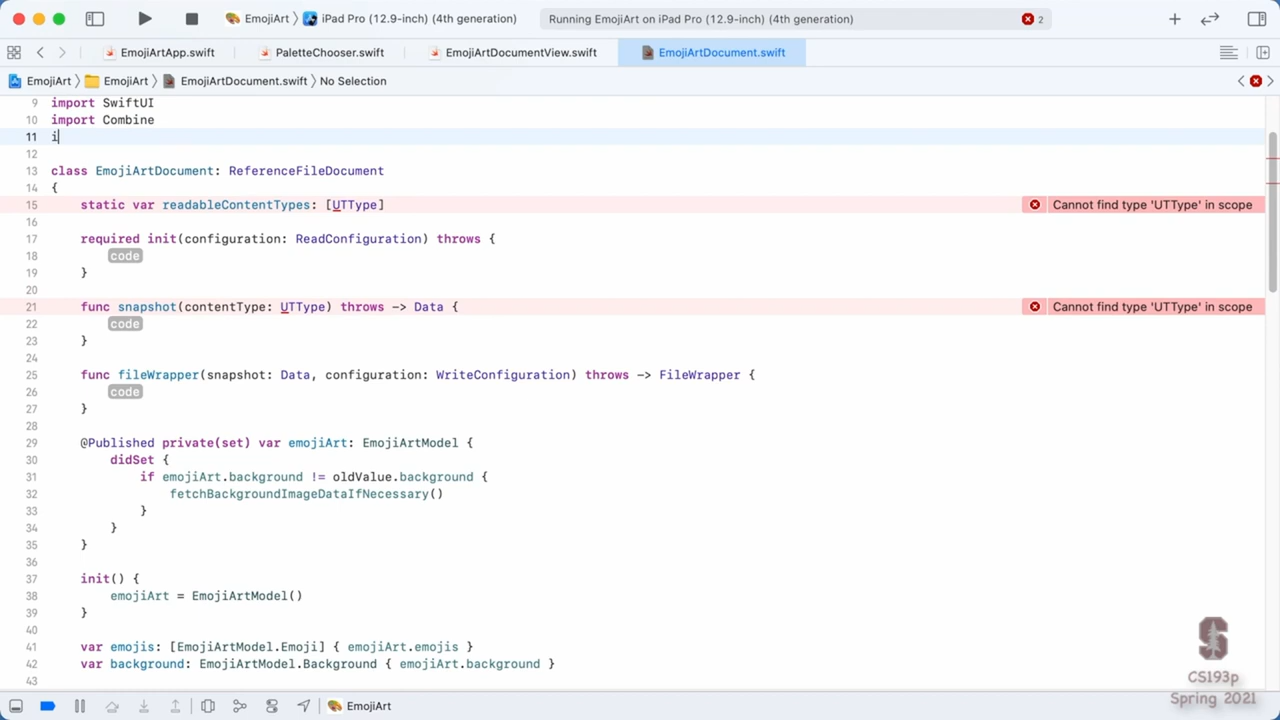 EmojiArt 〉 iPad Pro (12.9-inch) (4th generation)
Running EmojiArt on iPad Pro (12.9-inch) (4th generation)
2
EmojiArtApp.swift
PaletteChooser.swift
EmojiArtDocumentView.swift
EmojiArtDocument.swift
EmojiArt 〉 EmojiArt 〉 EmojiArtDocument.swift 〉 No Selection
9 import SwiftUI
10 import Combine
11 i
12
13 class EmojiArtDocument: ReferenceFileDocument
14 {
15 static var readableContentTypes: [UTType] Cannot find type 'UTType' in scope
16
17 required init(configuration: ReadConfiguration) throws {
18 code
19 }
20
21 func snapshot(contentType: UTType) throws -> Data { Cannot find type 'UTType' in scope
22 code
23 }
24
25 func fileWrapper(snapshot: Data, configuration: WriteConfiguration) throws -> FileWrapper {
26 code
27 }
28
29 @Published private(set) var emojiArt: EmojiArtModel {
30 didSet {
31 if emojiArt.background != oldValue.background {
32 fetchBackgroundImageDataIfNecessary()
33 }
34 }
35 }
36
37 init() {
38 emojiArt = EmojiArtModel()
39 }
40
41 var emojis: [EmojiArtModel.Emoji] { emojiArt.emojis }
42 var background: EmojiArtModel.Background { emojiArt.background }
43
EmojiArt
CS193p
Spring 2021